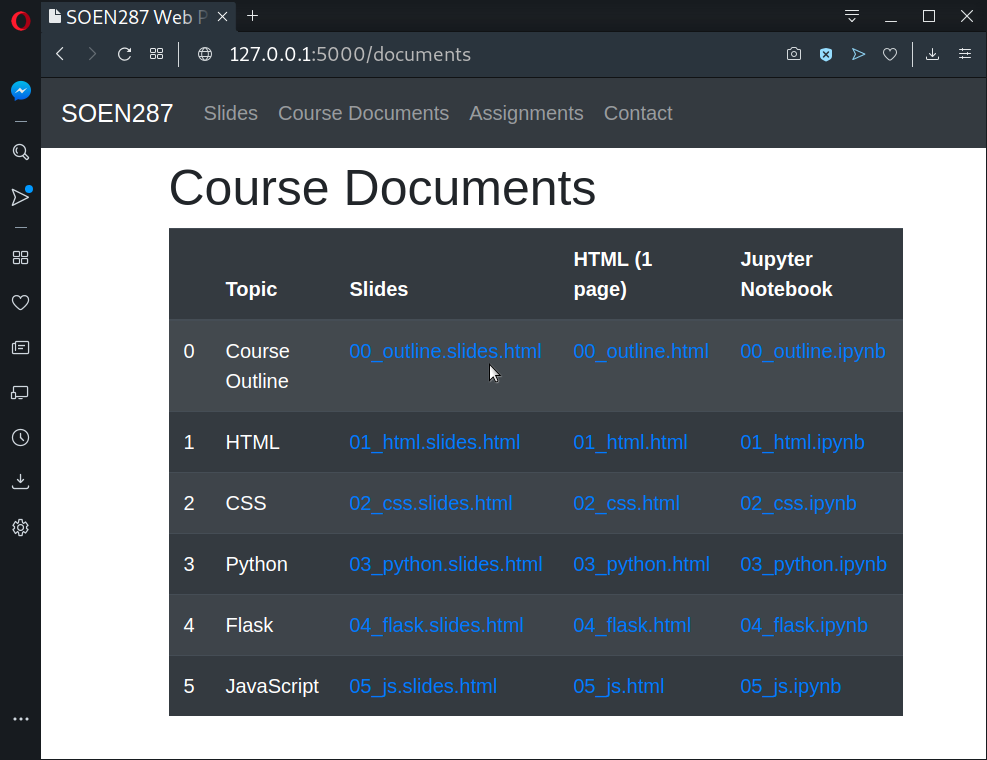 SOEN287 Web P
127.0.0.1:5000/documents
SOEN287 Slides Course Documents Assignments Contact
Course Documents
Topic Slides HTML (1 page) Jupyter Notebook
0 Course Outline 00_outline.slides.html 00_outline.html 00_outline.ipynb
1 HTML 01_html.slides.html 01_html.html 01_html.ipynb
2 CSS 02_css.slides.html 02_css.html 02_css.ipynb
3 Python 03_python.slides.html 03_python.html 03_python.ipynb
4 Flask 04_flask.slides.html 04_flask.html 04_flask.ipynb
5 JavaScript 05_js.slides.html 05_js.html 05_js.ipynb